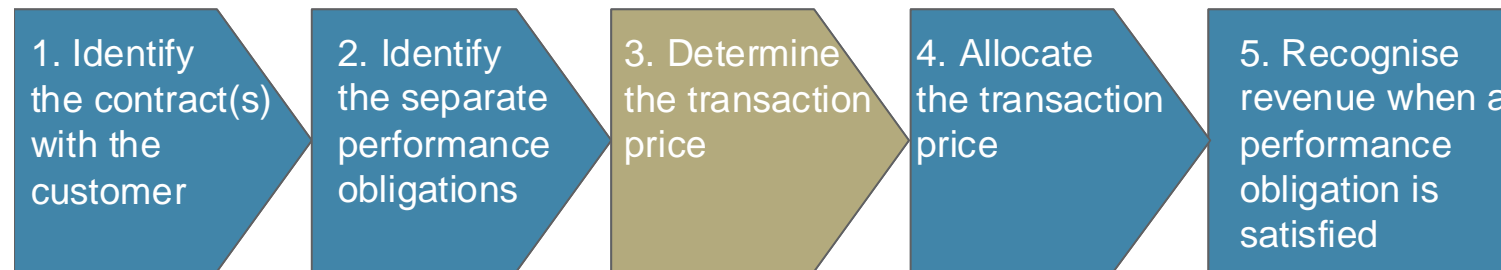 1. Identify
the contract(s)
with the
customer
2. Identify
the separate
performance
obligations
3. Determine
the transaction
price
4. Allocate
the transaction
price
5. Recognise
revenue when a
performance
obligation is
satisfied